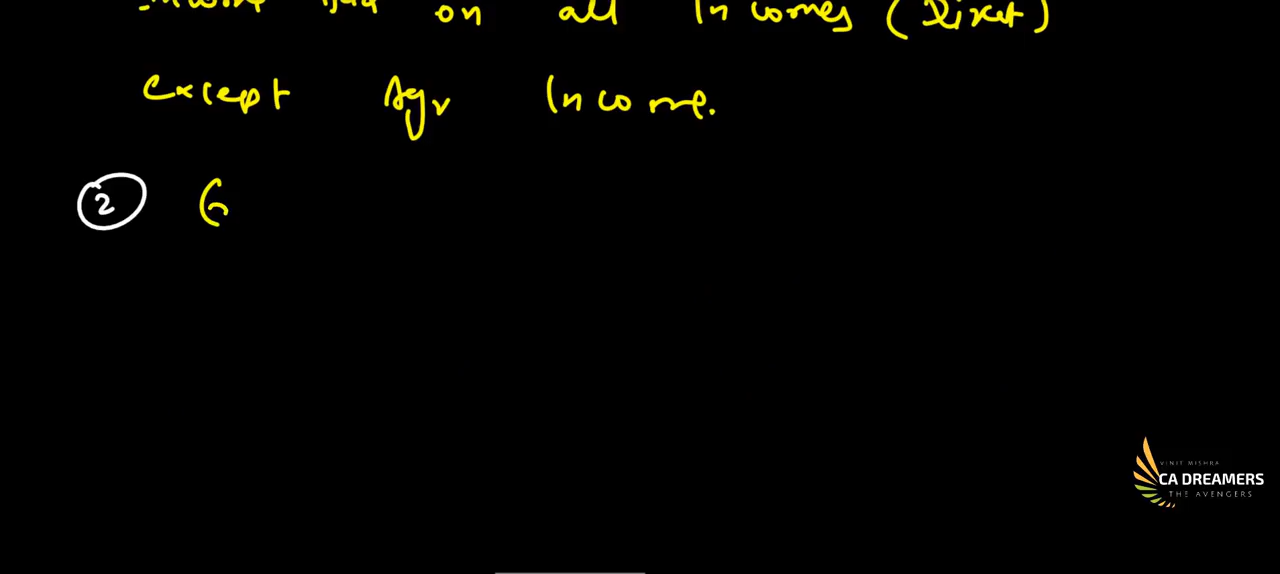 on all Incomes (Direct)
except Agr Income.
2 G
VINIT MISHRA
CA DREAMERS
THE AVENGERS